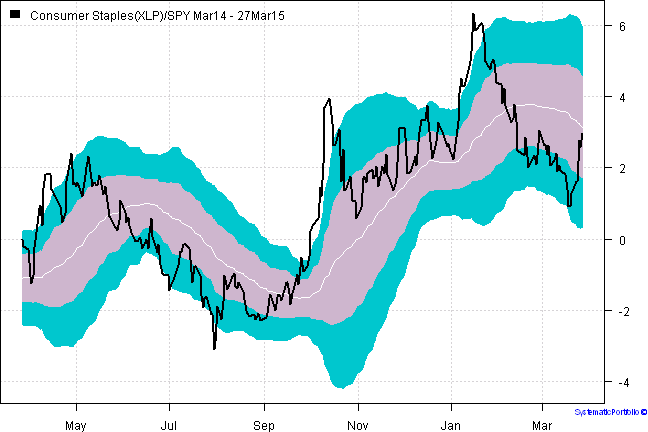 Consumer Staples(XLP)/SPY Mar14 - 27Mar15
6
4
2
0
-2
-4
SystematicPortfolio ©
May Jul Sep Nov Jan Mar